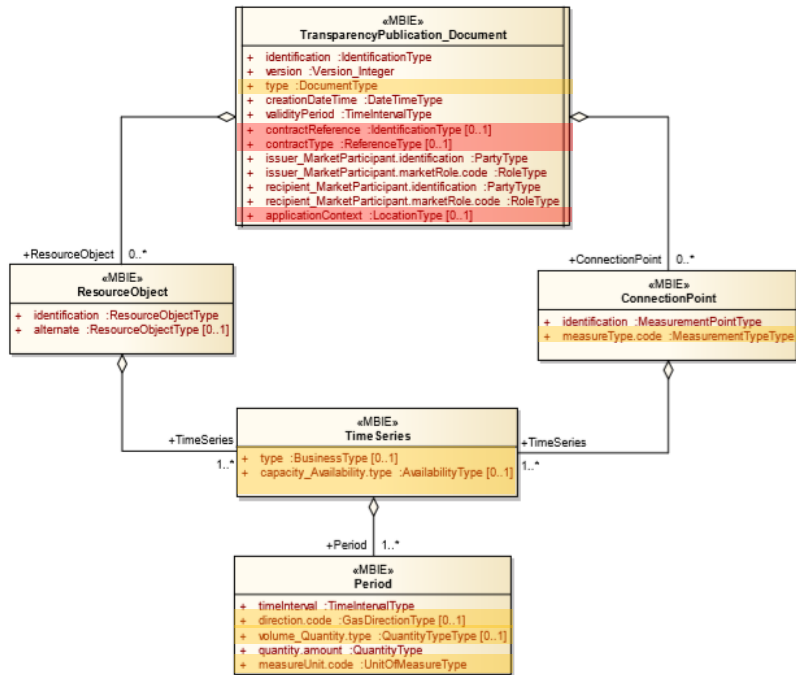 «MBIE»
TransparencyPublication_Document
+ identification :IdentificationType
+ version :Version_Integer
+ type :DocumentType
+ creationDateTime :DateTimeType
+ validityPeriod :TimeIntervalType
+ contractReference :IdentificationType [0..1]
+ contractType :ReferenceType [0..1]
+ issuer_MarketParticipant.identification :PartyType
+ issuer_MarketParticipant.marketRole.code :RoleType
+ recipient_MarketParticipant.identification :PartyType
+ recipient_MarketParticipant.marketRole.code :RoleType
+ applicationContext :LocationType [0..1]
+ResourceObject 0..*
+ConnectionPoint 0..*
«MBIE»
ResourceObject
+ identification :ResourceObjectType
+ alternate :ResourceObjectType [0..1]
«MBIE»
ConnectionPoint
+ identification :MeasurementPointType
+ measureType.code :MeasurementTypeType
+TimeSeries
1..*
«MBIE»
TimeSeries
+ type :BusinessType [0..1]
+ capacity_Availability.type :AvailabilityType [0..1]
+TimeSeries
1..*
+Period 1..*
«MBIE»
Period
+ timeInterval :TimeIntervalType
+ direction.code :GasDirectionType [0..1]
+ volume_Quantity.type :QuantityTypeType [0..1]
+ quantity.amount :QuantityType
+ measureUnit.code :UnitOfMeasureType